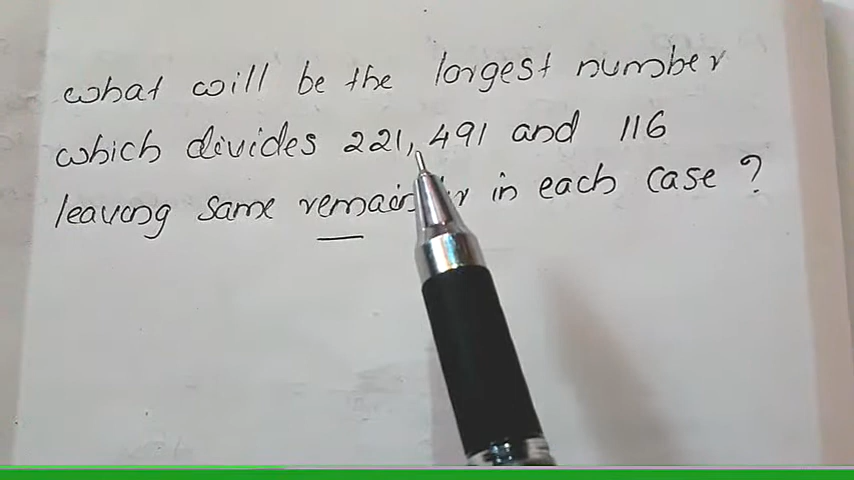 what will be the largest number
which divides 221, 491 and 116
leaving same in each case ?